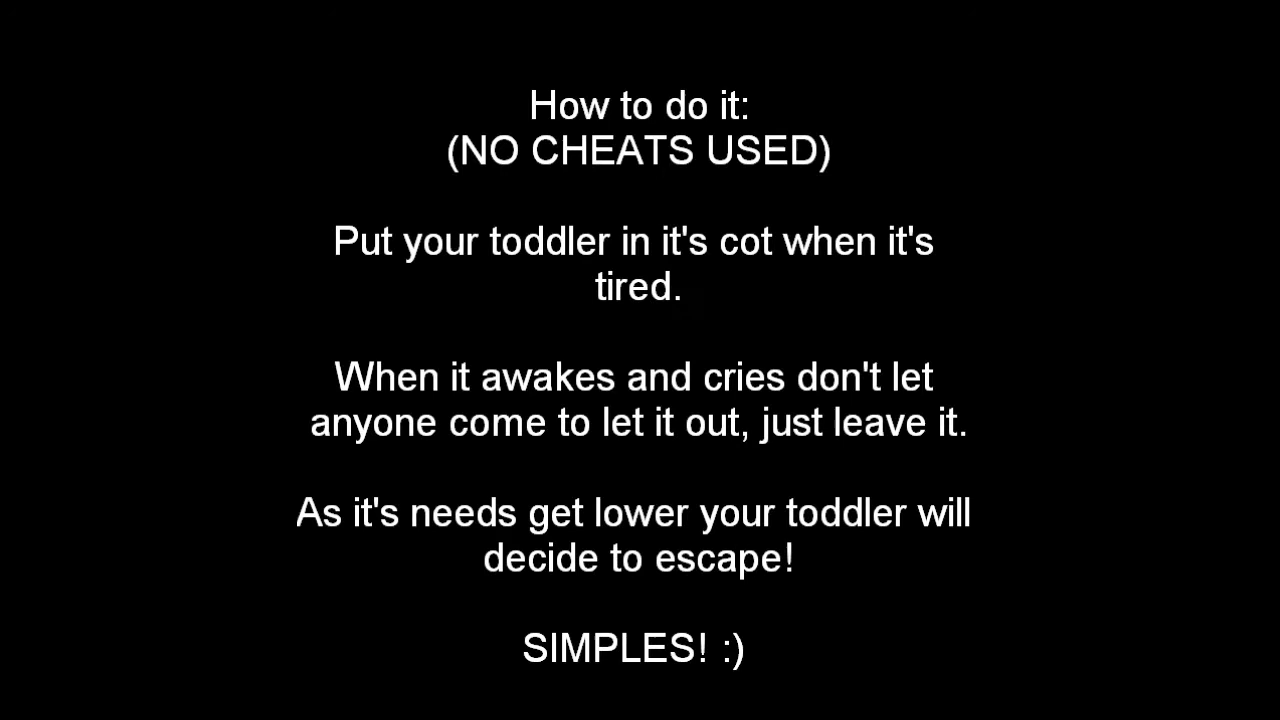 How to do it:
(NO CHEATS USED)
Put your toddler in it's cot when it's
tired.
When it awakes and cries don't let
anyone come to let it out, just leave it.
As it's needs get lower your toddler will
decide to escape!
SIMPLES! :)